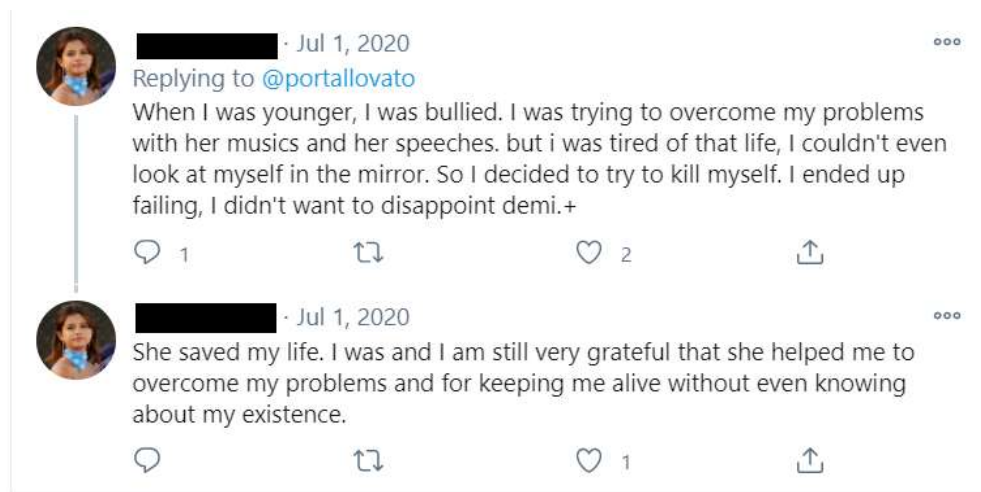 · Jul 1, 2020
Replying to @portallovato
When I was younger, I was bullied. I was trying to overcome my problems
with her musics and her speeches. but i was tired of that life, I couldn't even
look at myself in the mirror. So I decided to try to kill myself. I ended up
failing, I didn't want to disappoint demi.+
1 2
· Jul 1, 2020
She saved my life. I was and I am still very grateful that she helped me to
overcome my problems and for keeping me alive without even knowing
about my existence.
1